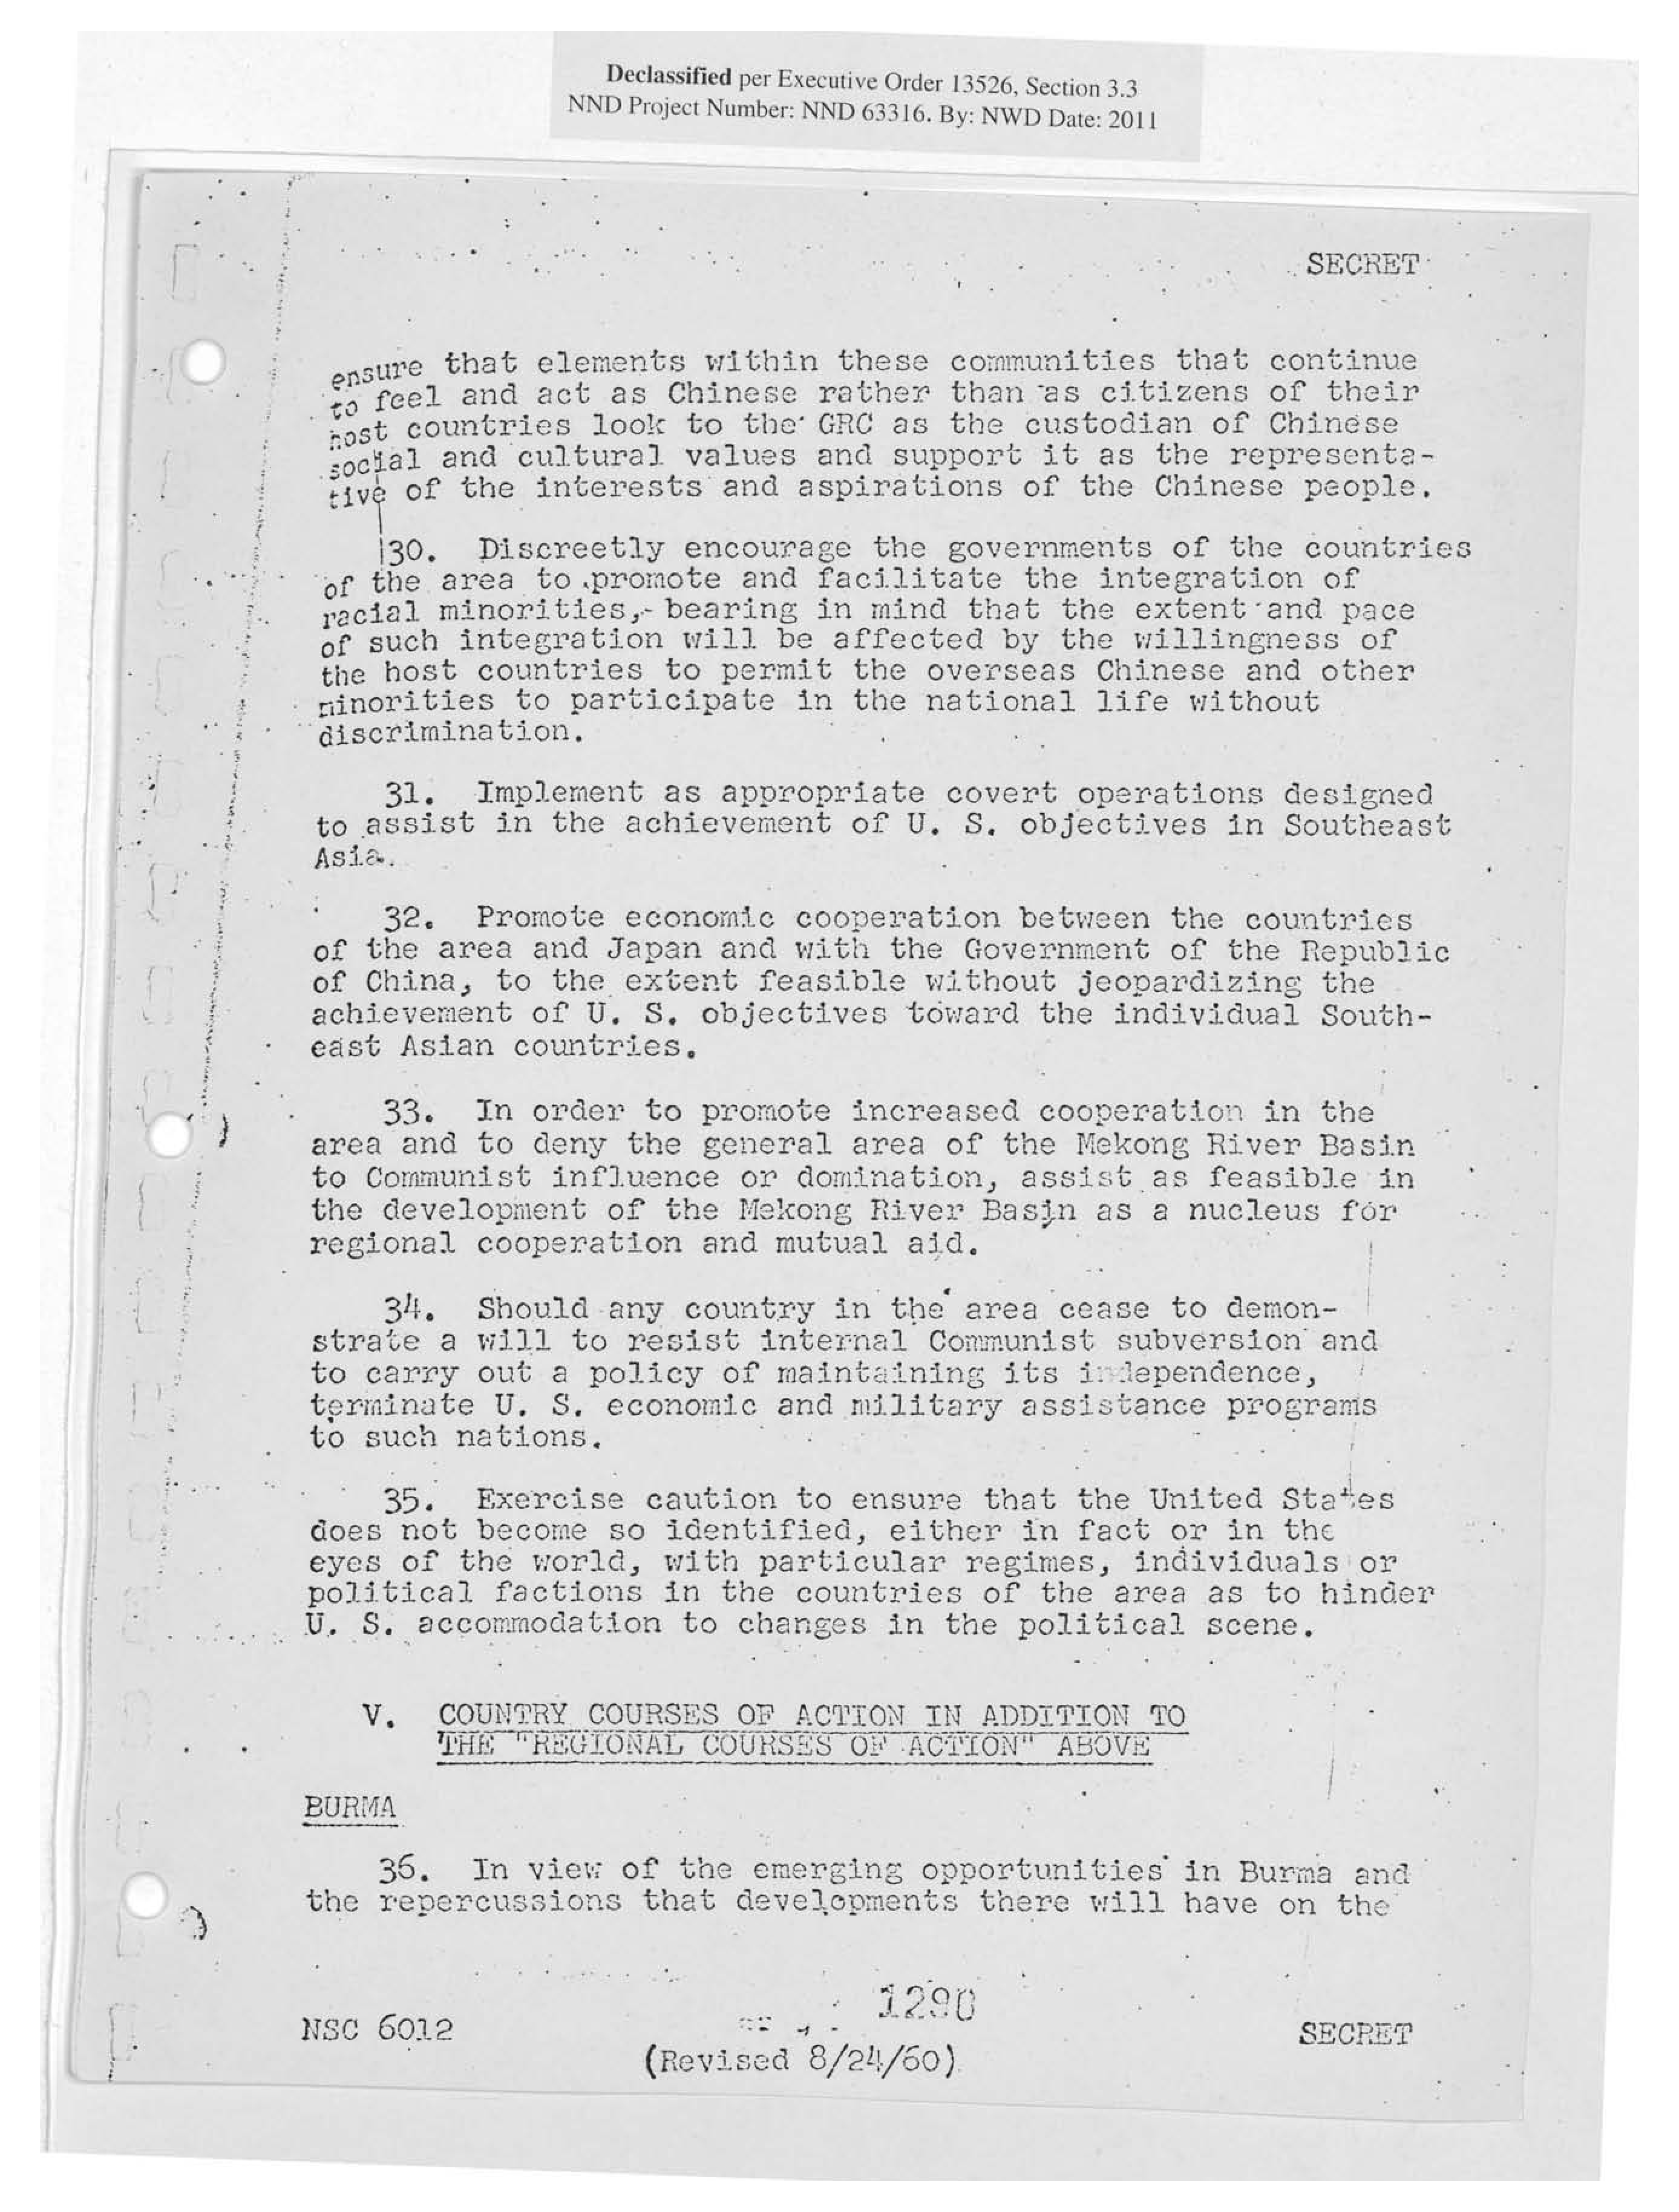 Declassified per Executive Order 13526, Section 3.3
NND Project Number: NND 63316. By: NWD Date: 2011
SECRET
ensure that elements within these communities that continue
to feel and act as Chinese rather than as citizens of their
host countries look to the GRC as the custodian of Chinese
social and cultural values and support it as the representa-
tive of the interests and aspirations of the Chinese people.
30. Discreetly encourage the governments of the countries
of the area to promote and facilitate the integration of
racial minorities, bearing in mind that the extent and pace
of such integration will be affected by the willingness of
the host countries to permit the overseas Chinese and other
minorities to participate in the national life without
discrimination.
31. Implement as appropriate covert operations designed
to assist in the achievement of U. S. objectives in Southeast
Asia.
32. Promote economic cooperation between the countries
of the area and Japan and with the Government of the Republic
of China, to the extent feasible without jeopardizing the
achievement of U. S. objectives toward the individual South-
east Asian countries.
33. In order to promote increased cooperation in the
area and to deny the general area of the Mekong River Basin
to Communist influence or domination, assist as feasible in
the development of the Mekong River Basin as a nucleus for
regional cooperation and mutual aid.
34. Should any country in the area cease to demon-
strate a will to resist internal Communist subversion and
to carry out a policy of maintaining its independence,
terminate U. S. economic and military assistance programs
to such nations.
35. Exercise caution to ensure that the United States
does not become so identified, either in fact or in the
eyes of the world, with particular regimes, individuals or
political factions in the countries of the area as to hinder
U. S. accommodation to changes in the political scene.
V. COUNTRY COURSES OF ACTION IN ADDITION TO
THE "REGIONAL COURSES OF ACTION" ABOVE
BURMA
36. In view of the emerging opportunities in Burma and
the repercussions that developments there will have on the
1290
NSC 6012
SECRET
(Revised 8/24/60)